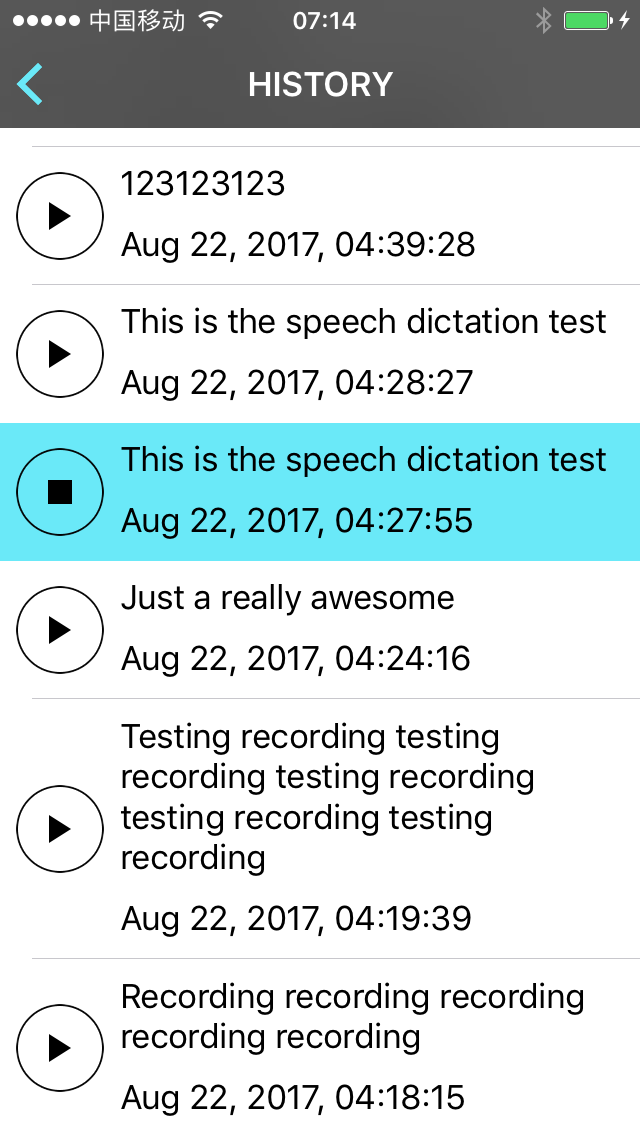 中国移动 07:14
HISTORY
123123123
Aug 22, 2017, 04:39:28
This is the speech dictation test
Aug 22, 2017, 04:28:27
This is the speech dictation test
Aug 22, 2017, 04:27:55
Just a really awesome
Aug 22, 2017, 04:24:16
Testing recording testing
recording testing recording
testing recording testing
recording
Aug 22, 2017, 04:19:39
Recording recording recording
recording recording
Aug 22, 2017, 04:18:15